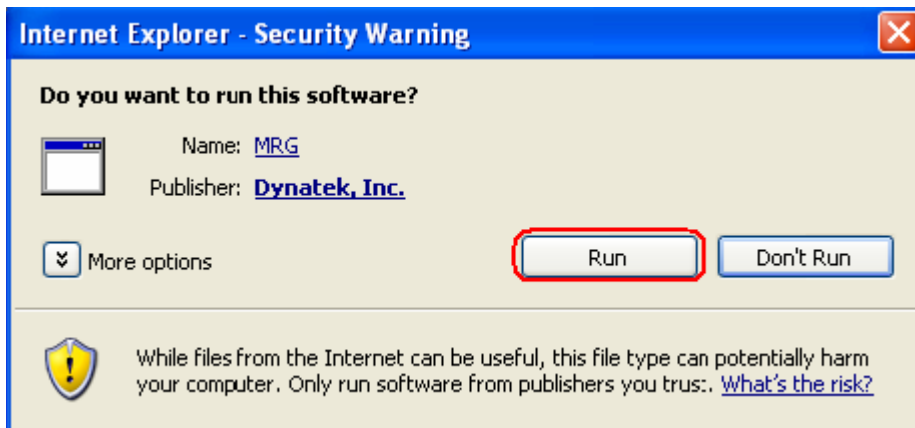 Internet Explorer - Security Warning
Do you want to run this software?
Name: MRG
Publisher: Dynatek, Inc.
More options
Run
Don't Run
While files from the Internet can be useful, this file type can potentially harm
your computer. Only run software from publishers you trus:. What's the risk?